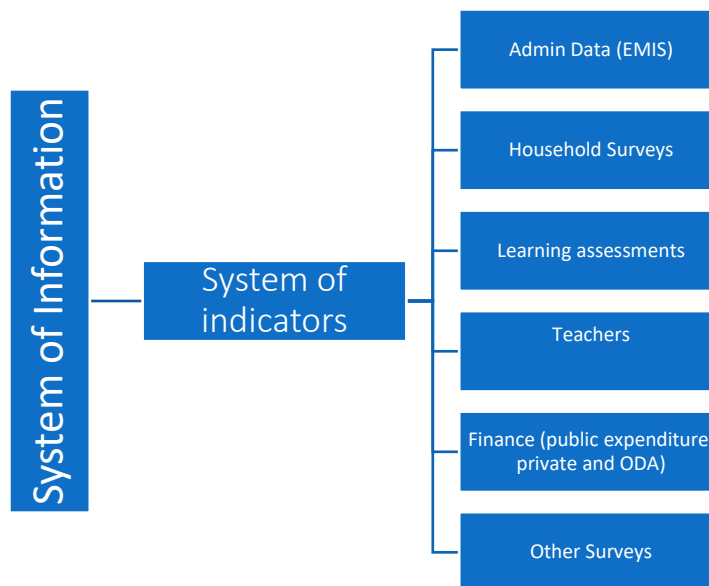 System of Information
System of
indicators
Admin Data (EMIS)
Household Surveys
Learning assessments
Teachers
Finance (public expenditure
private and ODA)
Other Surveys